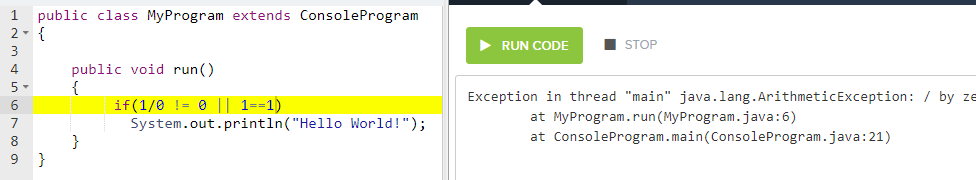 1 public class MyProgram extends ConsoleProgram
2 {
3
4 public void run()
5 {
6 if(1/0 != 0 || 1==1)
7 System.out.println("Hello World!");
8 }
9 }
RUN CODE STOP
Exception in thread "main" java.lang.ArithmeticException: / by ze
at MyProgram.run(MyProgram.java:6)
at ConsoleProgram.main(ConsoleProgram.java:21)